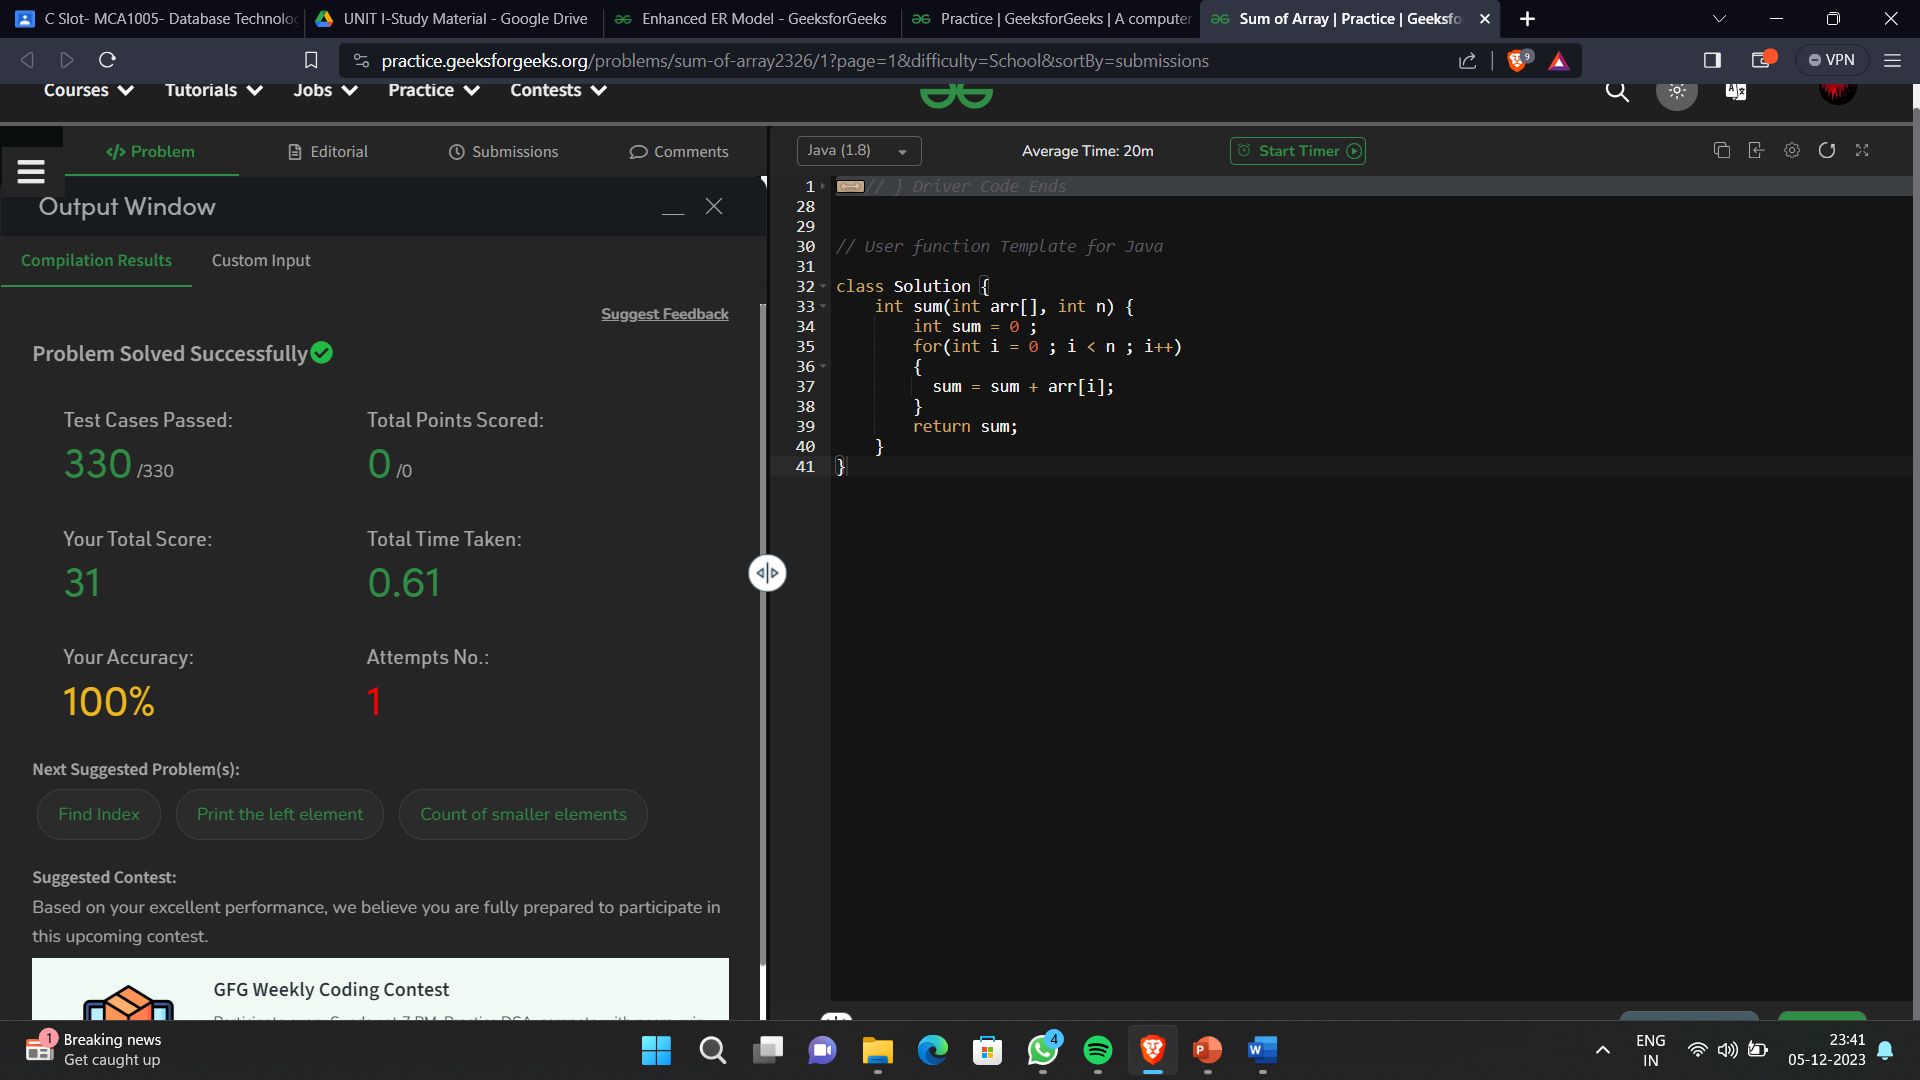 C Slot- MCA1005- Database Technolo
UNIT I-Study Material - Google Drive
Enhanced ER Model - GeeksforGeeks
Practice | GeeksforGeeks | A computer
Sum of Array | Practice | Geeksfo
practice.geeksforgeeks.org/problems/sum-of-array2326/1?page=1&difficulty=School&sortBy=submissions
9
VPN
Courses
Tutorials
Jobs
Practice
Contests
</> Problem
Editorial
Submissions
Comments
Output Window
Compilation Results
Custom Input
Suggest Feedback
Problem Solved Successfully
Test Cases Passed:
330 /330
Total Points Scored:
0 /0
Your Total Score:
31
Total Time Taken:
0.61
Your Accuracy:
100%
Attempts No.:
1
Next Suggested Problem(s):
Find Index
Print the left element
Count of smaller elements
Suggested Contest:
Based on your excellent performance, we believe you are fully prepared to participate in
this upcoming contest.
GFG Weekly Coding Contest
Java (1.8)
Average Time: 20m
Start Timer
1 // } Driver Code Ends
28
29
30 // User function Template for Java
31
32 class Solution {
33 int sum(int arr[], int n) {
34 int sum = 0 ;
35 for(int i = 0 ; i < n ; i++)
36 {
37 sum = sum + arr[i];
38 }
39 return sum;
40 }
41 }
1
Breaking news
Get caught up
4
ENG
IN
23:41
05-12-2023